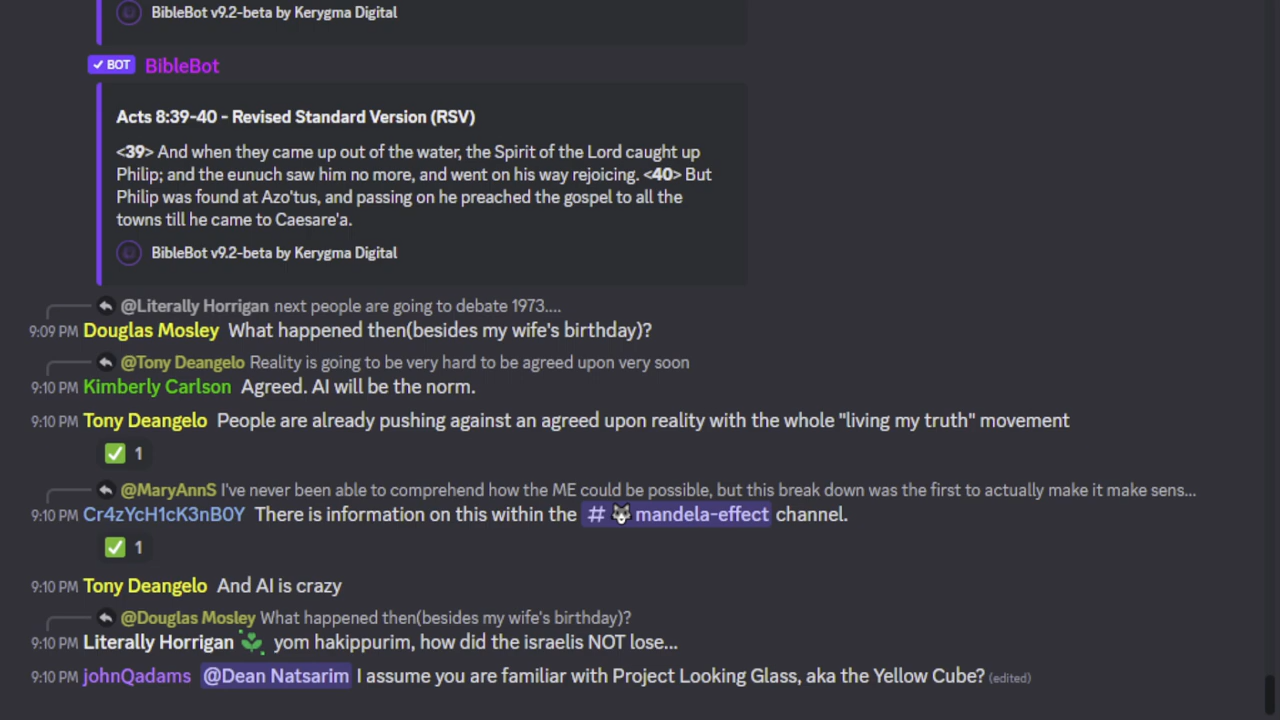 BibleBot v9.2-beta by Kerygma Digital
✓ BOT BibleBot
Acts 8:39-40 - Revised Standard Version (RSV)
<39> And when they came up out of the water, the Spirit of the Lord caught up
Philip; and the eunuch saw him no more, and went on his way rejoicing. <40> But
Philip was found at Azo'tus, and passing on he preached the gospel to all the
towns till he came to Caesare'a.
BibleBot v9.2-beta by Kerygma Digital
@Literally Horrigan next people are going to debate 1973....
9:09 PM Douglas Mosley What happened then(besides my wife's birthday)?
@Tony Deangelo Reality is going to be very hard to be agreed upon very soon
9:10 PM Kimberly Carlson Agreed. AI will be the norm.
9:10 PM Tony Deangelo People are already pushing against an agreed upon reality with the whole "living my truth" movement
✅ 1
@MaryAnnS I've never been able to comprehend how the ME could be possible, but this break down was the first to actually make it make sens...
9:10 PM Cr4zYcH1cK3nB0Y There is information on this within the # 🐺mandela-effect channel.
✅ 1
9:10 PM Tony Deangelo And AI is crazy
@Douglas Mosley What happened then(besides my wife's birthday)?
9:10 PM Literally Horrigan yom hakippurim, how did the israelis NOT lose...
9:10 PM johnQadams @Dean Natsarim I assume you are familiar with Project Looking Glass, aka the Yellow Cube? (edited)